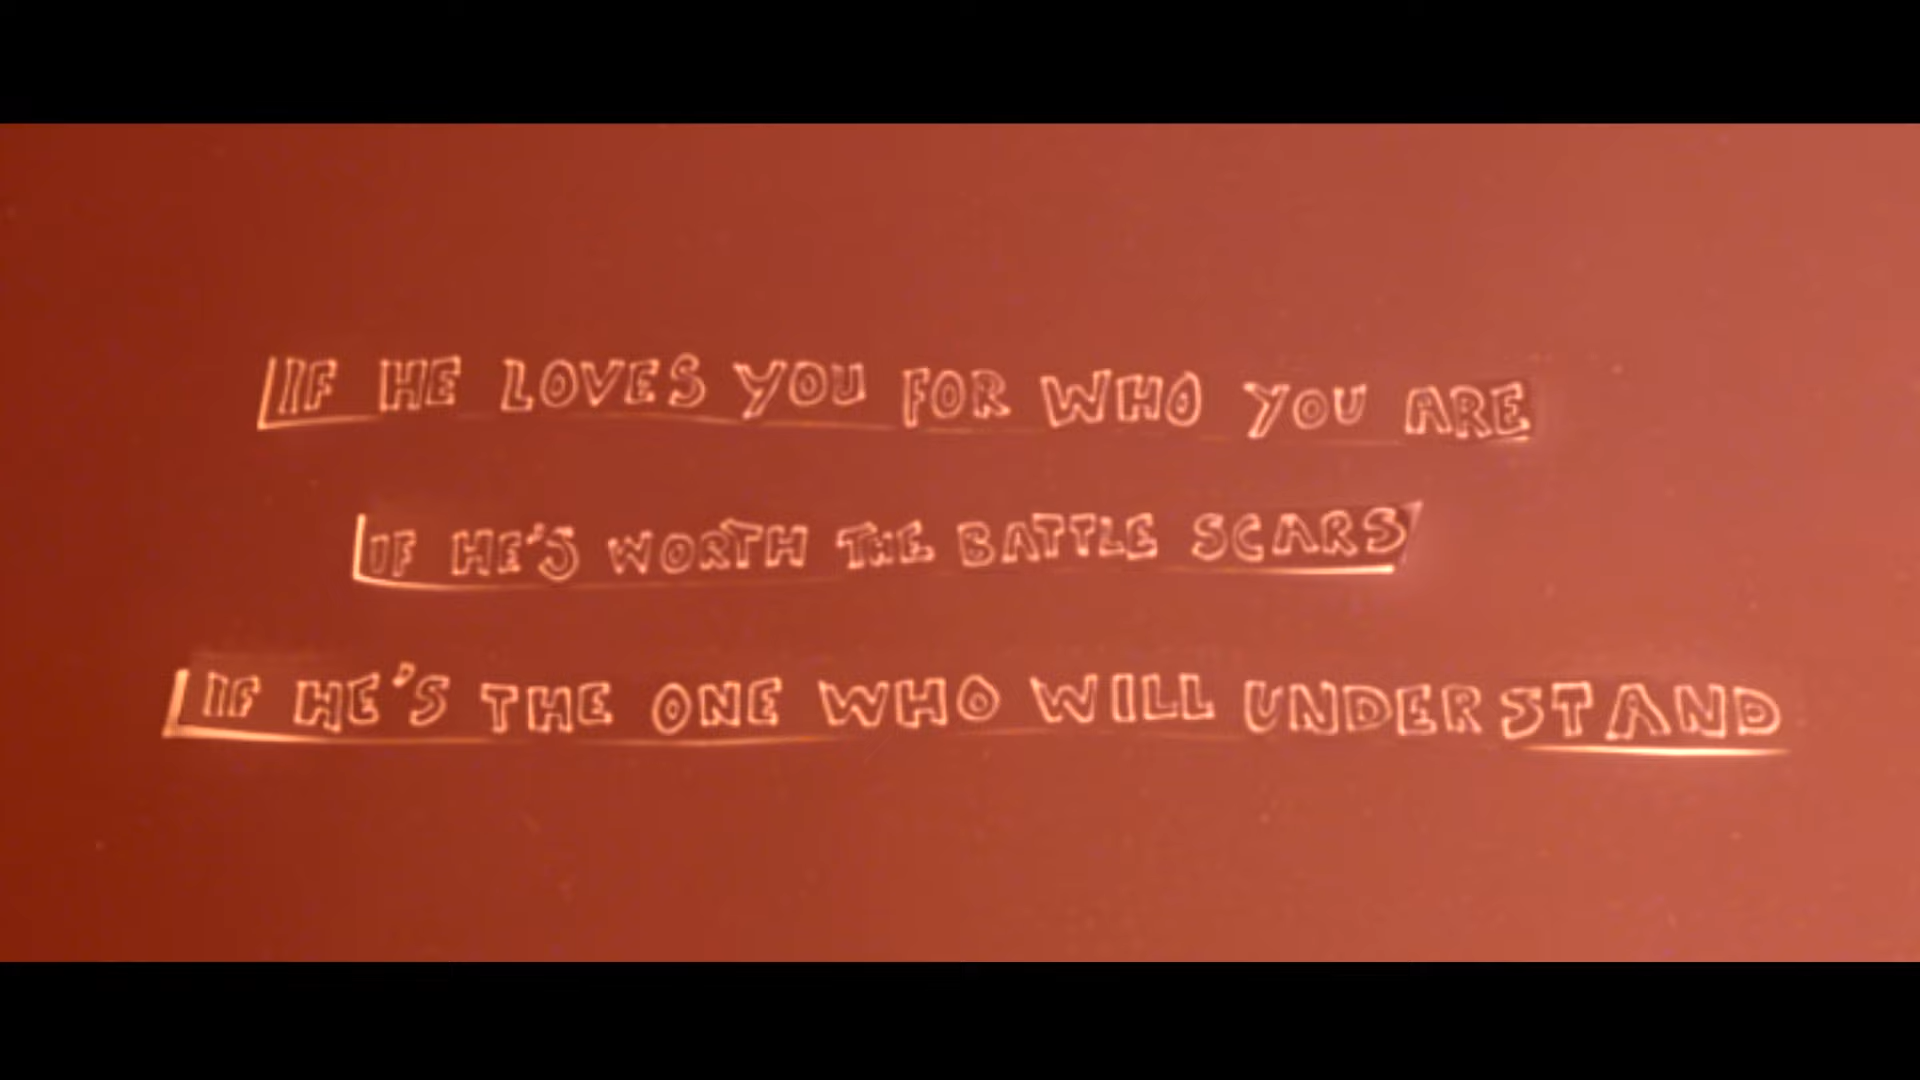 IF HE LOVES YOU FOR WHO YOU ARE
IF HE'S WORTH THE BATTLE SCARS
IF HE'S THE ONE WHO WILL UNDERSTAND